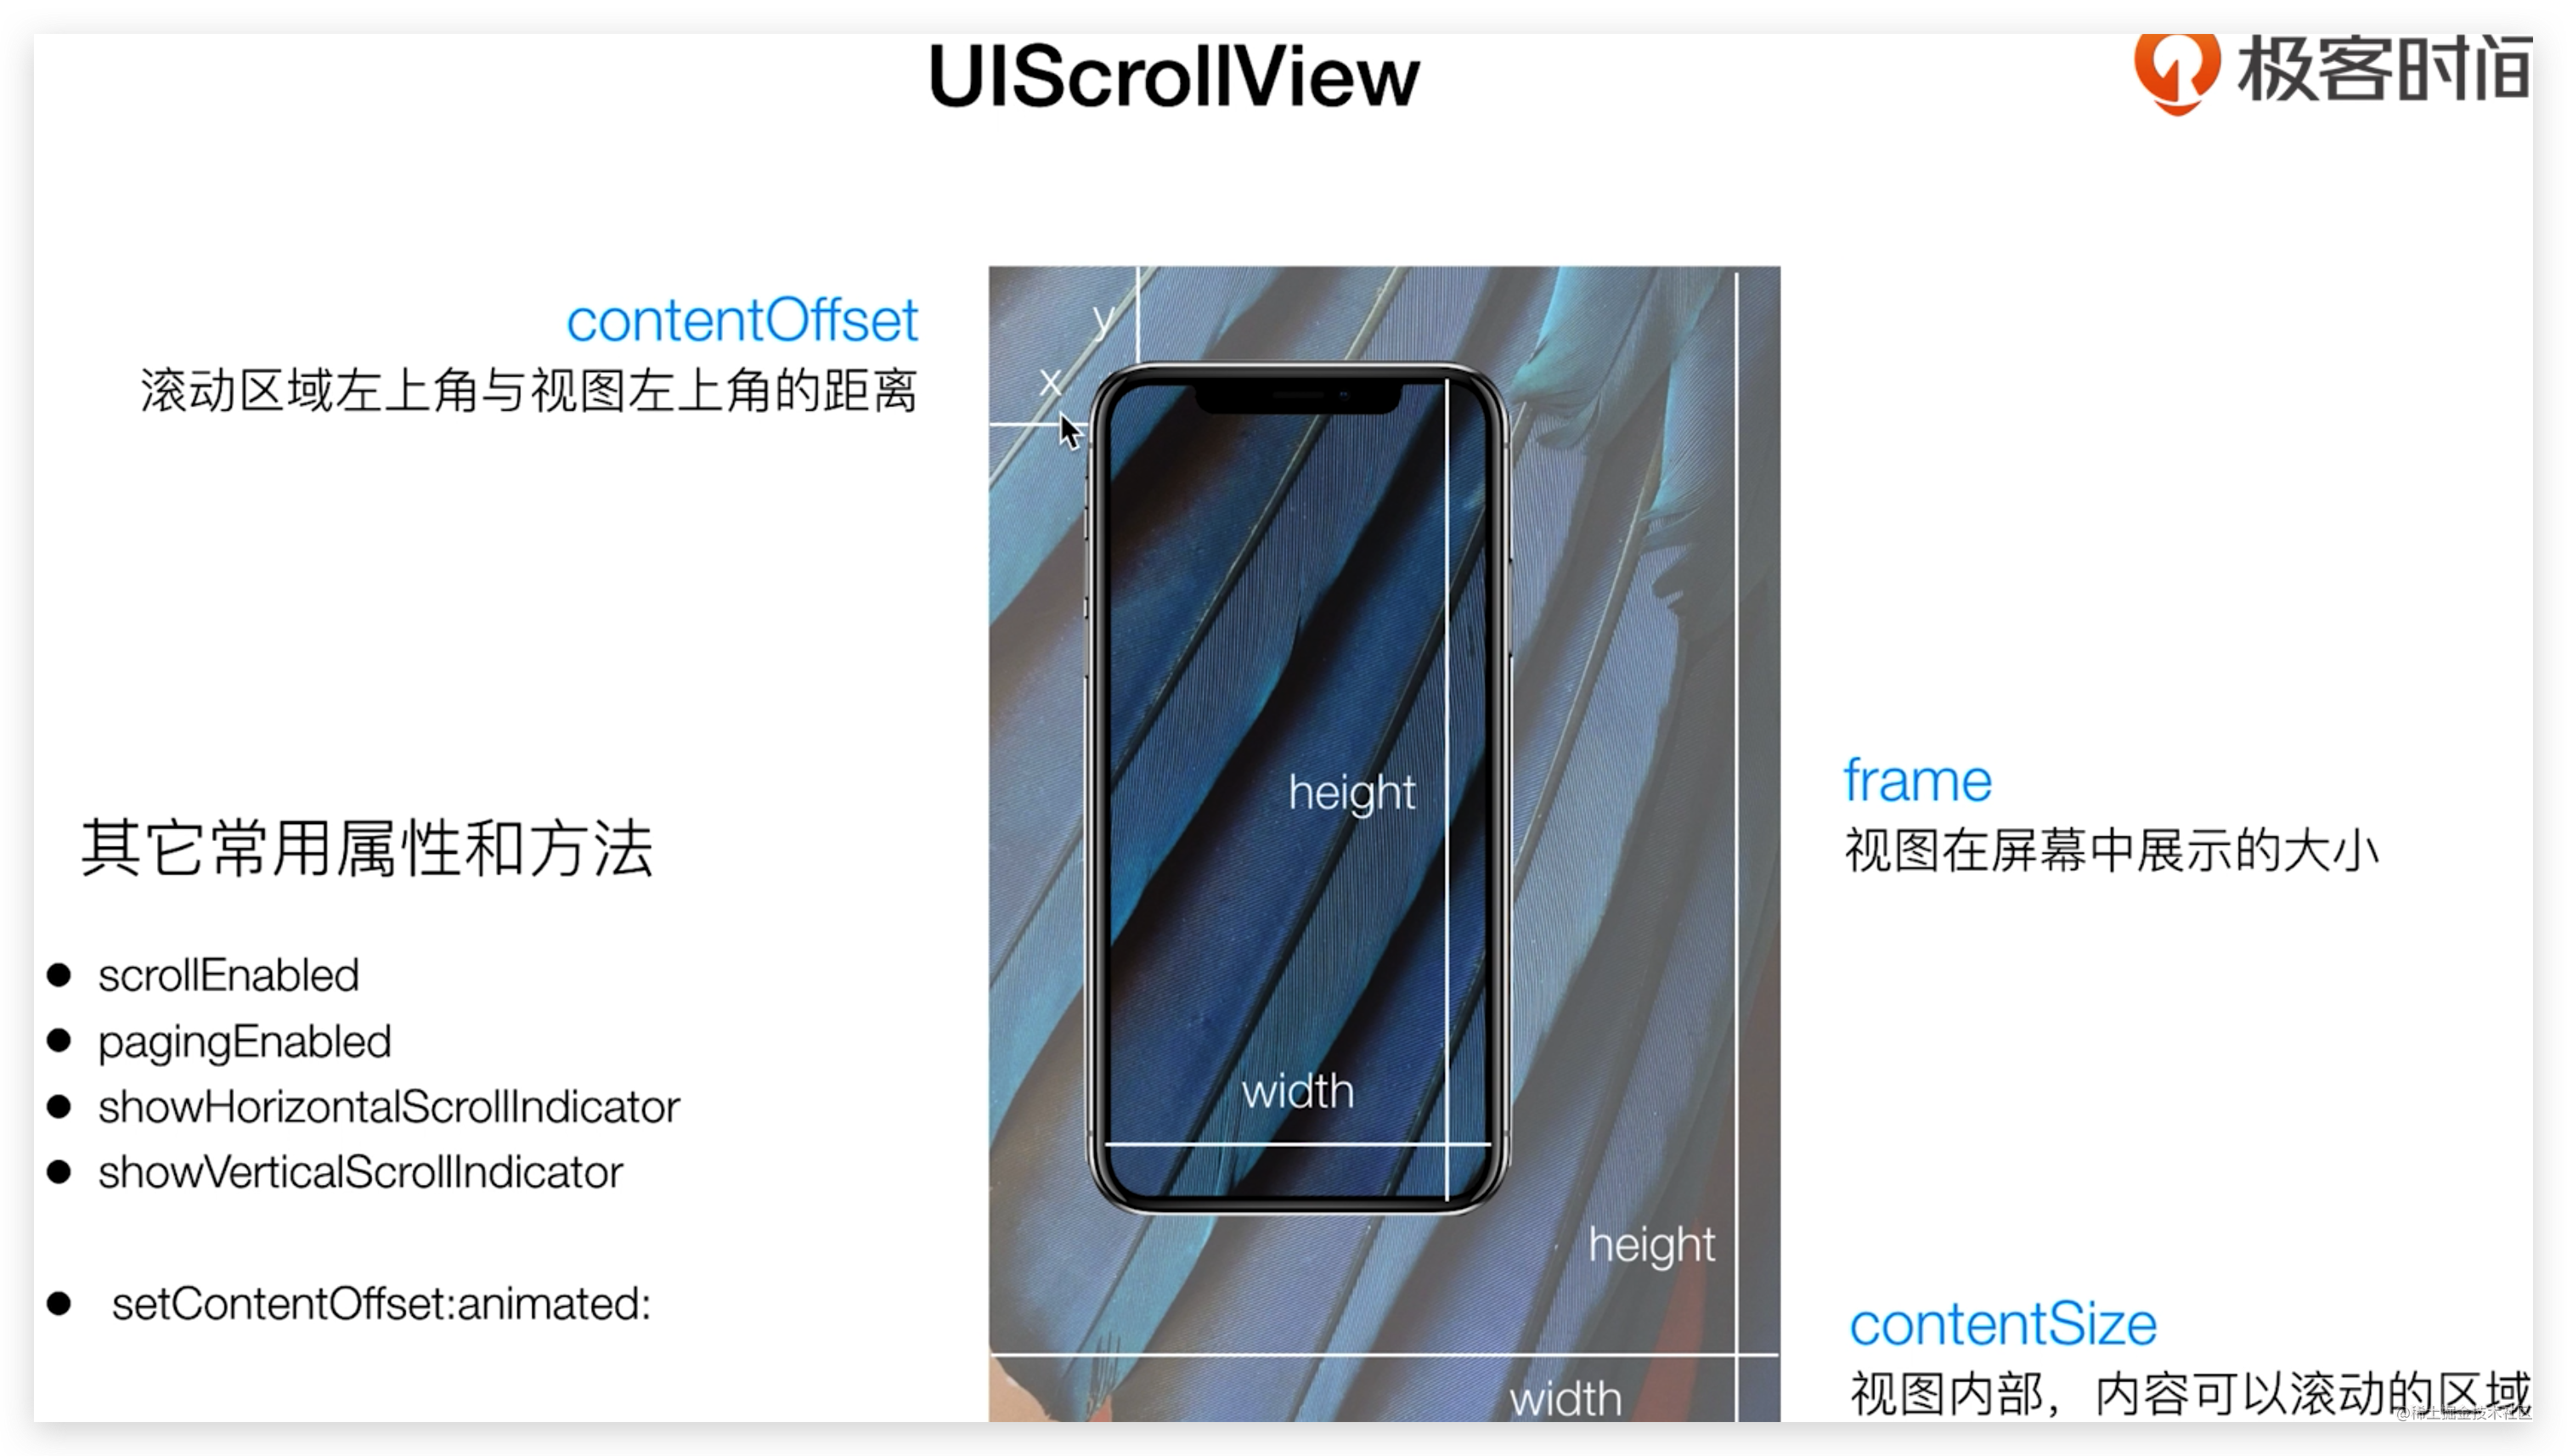 UIScrollView
极客时间
contentOffset
滚动区域左上角与视图左上角的距离
y
x
height
width
frame
视图在屏幕中展示的大小
其它常用属性和方法
scrollEnabled
pagingEnabled
showHorizontalScrollIndicator
showVerticalScrollIndicator
setContentOffset:animated:
height
width
contentSize
视图内部，内容可以滚动的区域
@稀土掘金技术社区